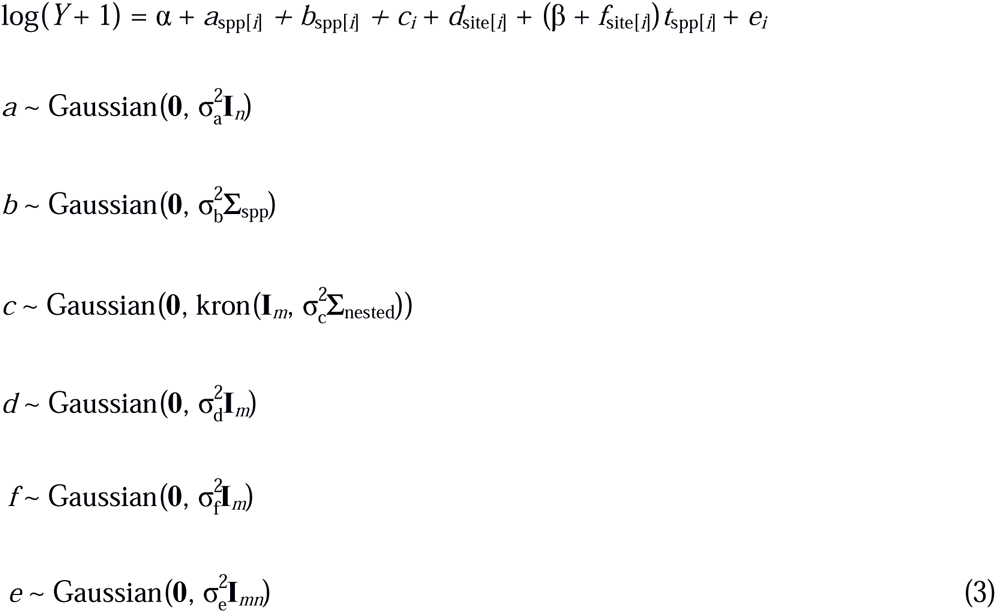 log(Y + 1) = α + a_spp[i] + b_spp[i] + c_i + d_site[i] + (β + f_site[i]) t_spp[i] + e_i
a ~ Gaussian(0, σ_a^2 I_n)
b ~ Gaussian(0, σ_b^2 Σ_spp)
c ~ Gaussian(0, kron(I_m, σ_c^2 Σ_nested))
d ~ Gaussian(0, σ_d^2 I_m)
f ~ Gaussian(0, σ_f^2 I_m)
e ~ Gaussian(0, σ_e^2 I_mn) (3)